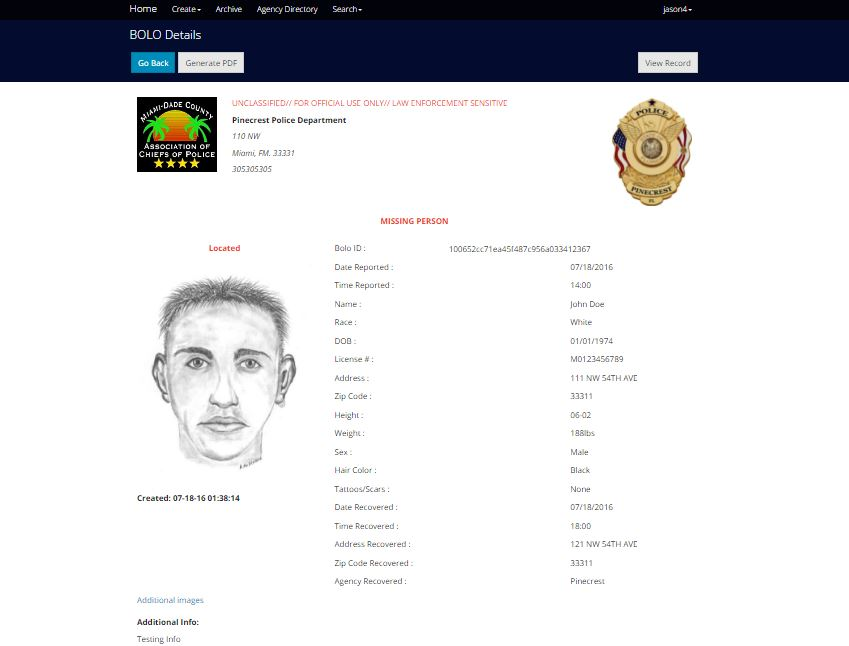 Home Create Archive Agency Directory Search jason4
BOLO Details
Go Back Generate PDF View Record
MIAMI-DADE COUNTY
ASSOCIATION OF
CHIEFS OF POLICE
UNCLASSIFIED// FOR OFFICIAL USE ONLY// LAW ENFORCEMENT SENSITIVE
Pinecrest Police Department
110 NW
Miami, FM. 33331
305305305
POLICE
PINECREST
FL
MISSING PERSON
Located
Bolo ID : 100652cc71ea45f487c956a033412367
Date Reported : 07/18/2016
Time Reported : 14:00
Name : John Doe
Race : White
DOB : 01/01/1974
License # : M0123456789
Address : 111 NW 54TH AVE
Zip Code : 33311
Height : 06-02
Weight : 188lbs
Sex : Male
Hair Color : Black
Tattoos/Scars : None
Date Recovered : 07/18/2016
Time Recovered : 18:00
Address Recovered : 121 NW 54TH AVE
Zip Code Recovered : 33311
Agency Recovered : Pinecrest
Created: 07-18-16 01:38:14
Additional images
Additional Info:
Testing Info